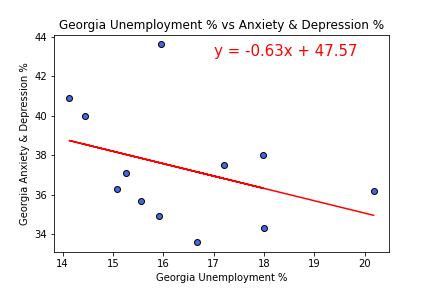 Georgia Unemployment % vs Anxiety & Depression %
y = -0.63x + 47.57
Georgia Anxiety & Depression %
44
42
40
38
36
34
14 15 16 17 18 19 20
Georgia Unemployment %